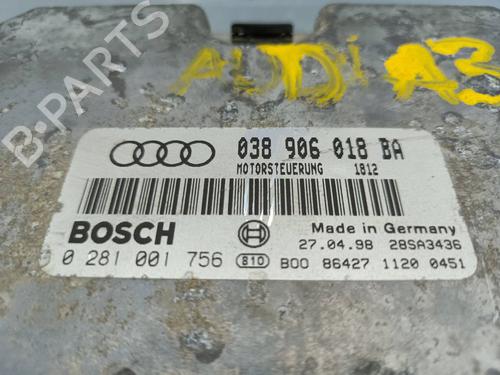 AUDI A3
038 906 018 BA
MOTORSTEUERUNG 1812
BOSCH
Made in Germany
27.04.98 28SA3436
0 281 001 756 810 BOO 86427 1120 0451
B-PARTS